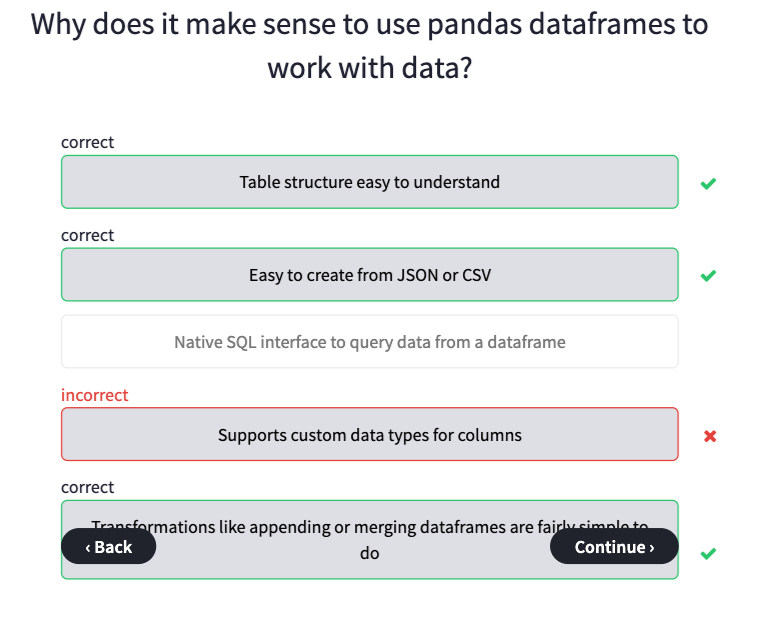 Why does it make sense to use pandas dataframes to
work with data?
correct
Table structure easy to understand
correct
Easy to create from JSON or CSV
Native SQL interface to query data from a dataframe
incorrect
Supports custom data types for columns
correct
Transformations like appending or merging dataframes are fairly simple to
do
‹ Back
Continue ›